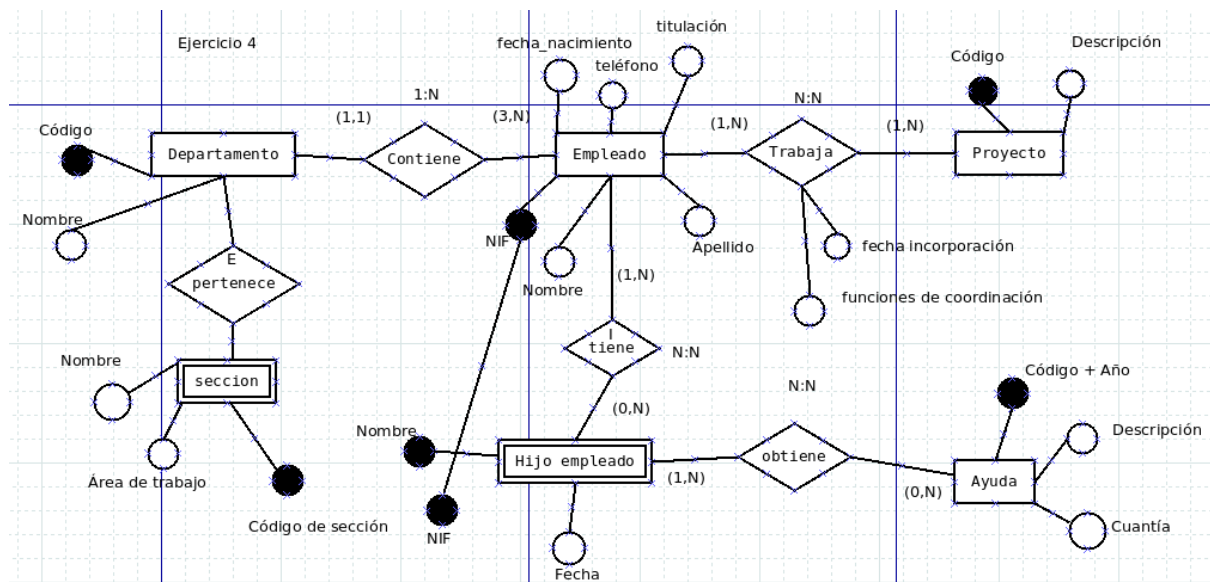 Ejercicio 4
fecha_nacimiento
titulación
teléfono
Código
Descripción
1:N
N:N
Código
(1,1)
(3,N)
(1,N)
(1,N)
Departamento
Contiene
Empleado
Trabaja
Proyecto
Nombre
NIF
Apellido
fecha incorporación
E
pertenece
Nombre
(1,N)
funciones de coordinación
I
tiene
N:N
Nombre
seccion
N:N
Código + Año
(0,N)
Nombre
Descripción
Hijo empleado
obtiene
(1,N)
Ayuda
(0,N)
Área de trabajo
Código de sección
NIF
Cuantía
Fecha